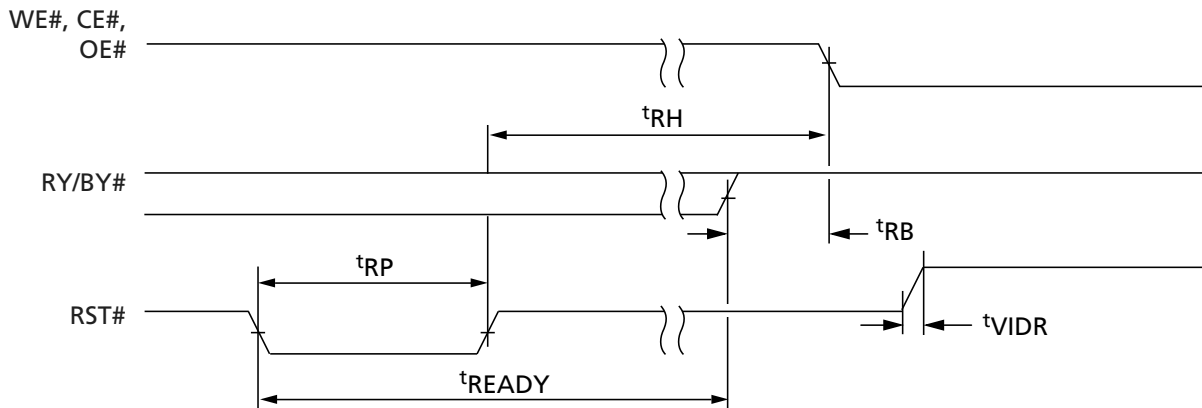 WE#, CE#,
OE#
tRH
RY/BY#
tRB
tRP
RST#
tVIDR
tREADY